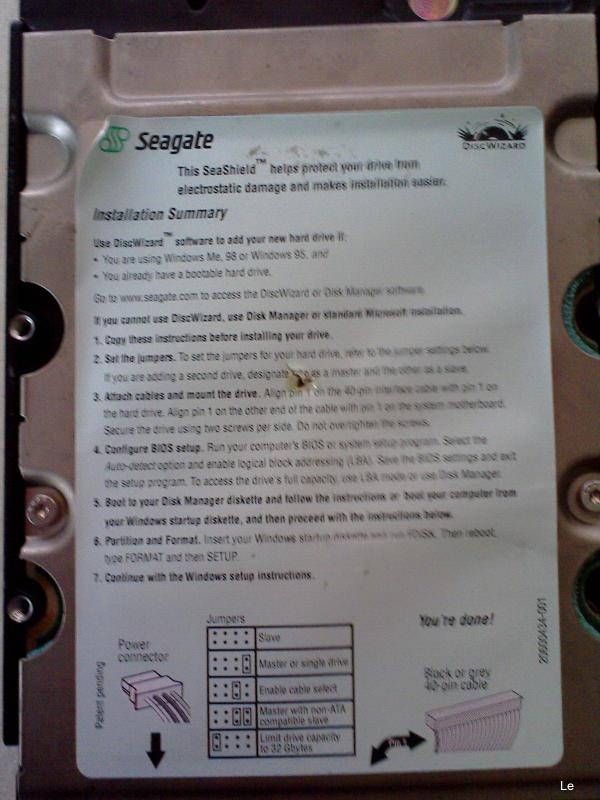 Seagate
DISCWIZARD
This SeaShield™ helps protect your drive from
electrostatic damage and makes installation easier.
Installation Summary
Use DiscWizard™ software to add your new hard drive if:
• You are using Windows Me, 98 or Windows 95, and
• You already have a bootable hard drive.
Go to www.seagate.com to access the DiscWizard or Disk Manager software.
If you cannot use DiscWizard, use Disk Manager or standard Microsoft installation.
1. Copy these instructions before installing your drive.
2. Set the jumpers. To set the jumpers for your hard drive, refer to the jumper settings below.
If you are adding a second drive, designate one as a master and the other as a slave.
3. Attach cables and mount the drive. Align pin 1 on the 40-pin interface cable with pin 1 on
the hard drive. Align pin 1 on the other end of the cable with pin 1 on the system motherboard.
Secure the drive using two screws per side. Do not overtighten the screws.
4. Configure BIOS setup. Run your computer's BIOS or system setup program. Select the
Auto-detect option and enable logical block addressing (LBA). Save the BIOS settings and exit
the setup program. To access the drive's full capacity, use LBA mode or use Disk Manager.
5. Boot to your Disk Manager diskette and follow the instructions or boot your computer from
your Windows startup diskette, and then proceed with the instructions below.
6. Partition and Format. Insert your Windows startup diskette and run FDISK. Then reboot,
type FORMAT and then SETUP.
7. Continue with the Windows setup instructions.
Jumpers
Slave
Master or single drive
Enable cable select
Master with non-ATA
compatible slave
Limit drive capacity
to 32 Gbytes
Power
connector
Patent pending
You're done!
Black or grey
40-pin cable
Pin 1
20600434-001
Le